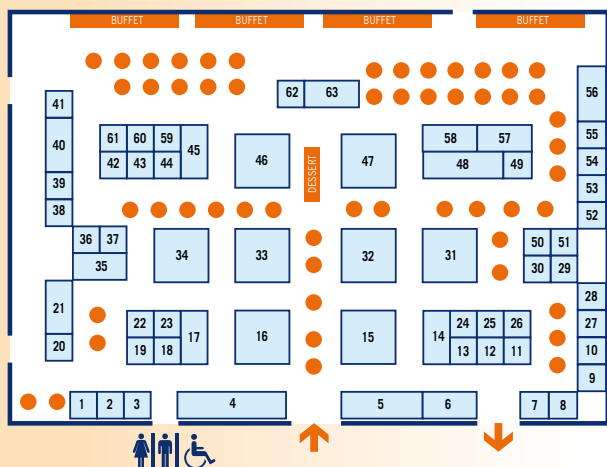 BUFFET BUFFET BUFFET BUFFET
62 63 56
41
61 60 59 45 58 57 55
40 46 DESSERT 47
42 43 44 48 49 54
39 53
38 52
36 37 50 51
34 33 32 31
35 30 29
21 28
22 23 17 16 15 14 24 25 26 27
20 19 18 13 12 11 10
9
1 2 3 4 5 6 7 8